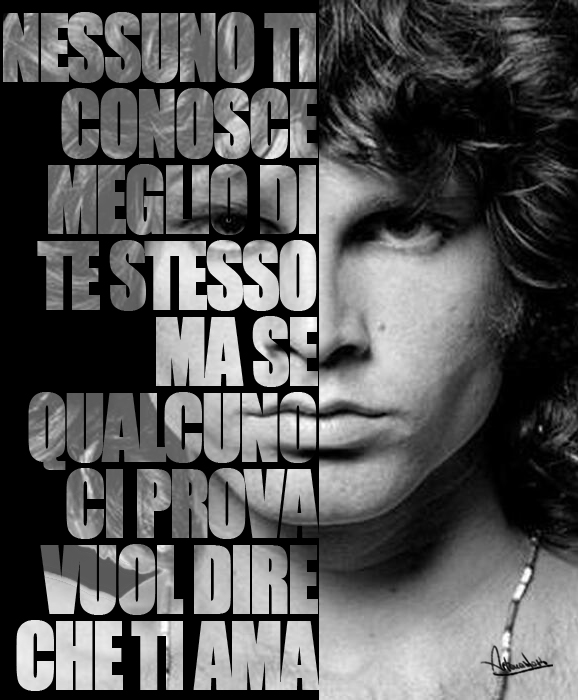 NESSUNO TI
CONOSCE
MEGLIO DI
TE STESSO
MA SE
QUALCUNO
CI PROVA
VUOL DIRE
CHE TI AMA